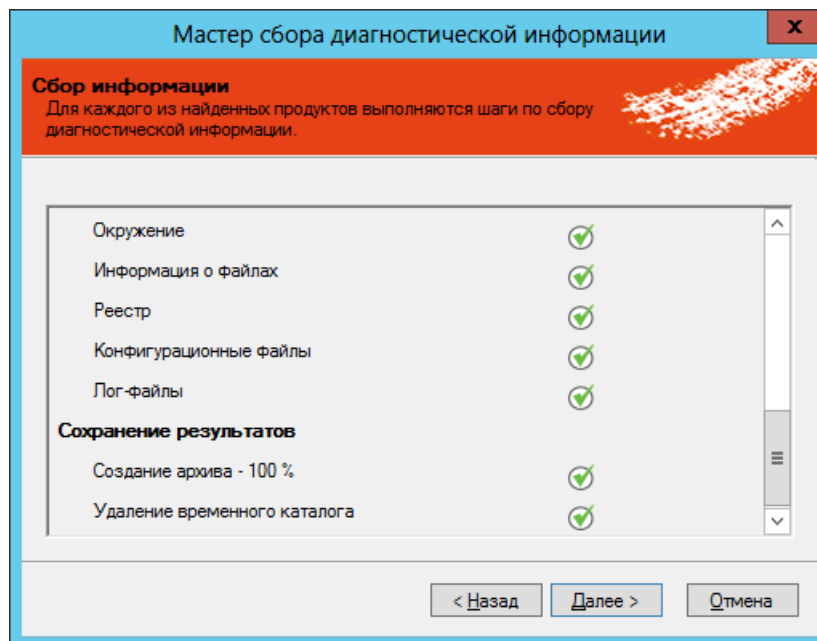 Мастер сбора диагностической информации
x
Сбор информации
Для каждого из найденных продуктов выполняются шаги по сбору
диагностической информации.
Окружение
Информация о файлах
Реестр
Конфигурационные файлы
Лог-файлы
Сохранение результатов
Создание архива - 100 %
Удаление временного каталога
< Назад
Далее >
Отмена